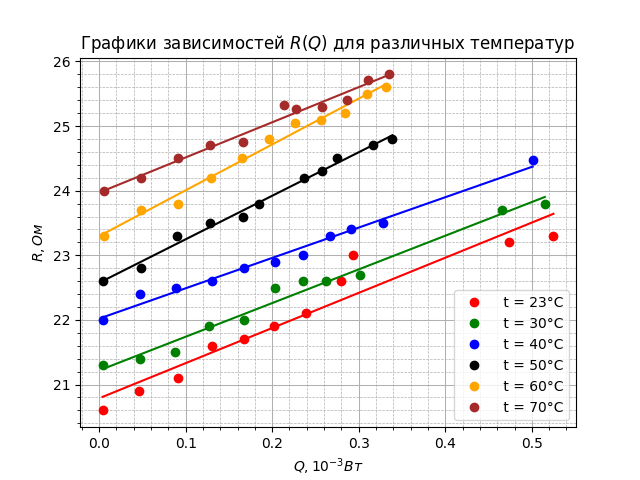 Графики зависимостей R(Q) для различных температур
26
25
24
23
22
21
R, Ом
0.0 0.1 0.2 0.3 0.4 0.5
Q, 10⁻³Вт
t = 23°C
t = 30°C
t = 40°C
t = 50°C
t = 60°C
t = 70°C